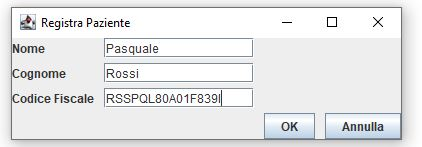 Registra Paziente
Nome Pasquale
Cognome Rossi
Codice Fiscale RSSPQL80A01F839I
OK Annulla